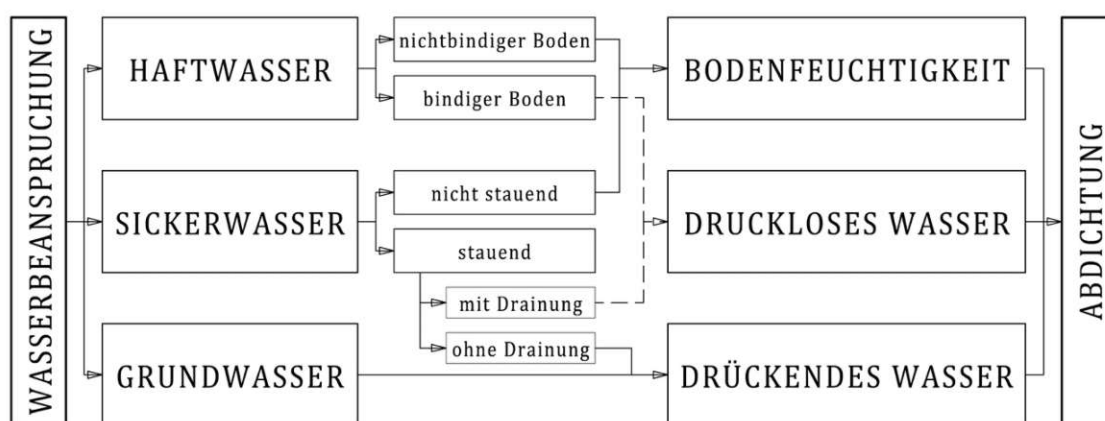 WASSERBEANSPRUCHUNG
HAFTWASSER
nichtbindiger Boden
bindiger Boden
BODENFEUCHTIGKEIT
SICKERWASSER
nicht stauend
stauend
mit Drainung
ohne Drainung
DRUCKLOSES WASSER
GRUNDWASSER
DRÜCKENDES WASSER
ABDICHTUNG